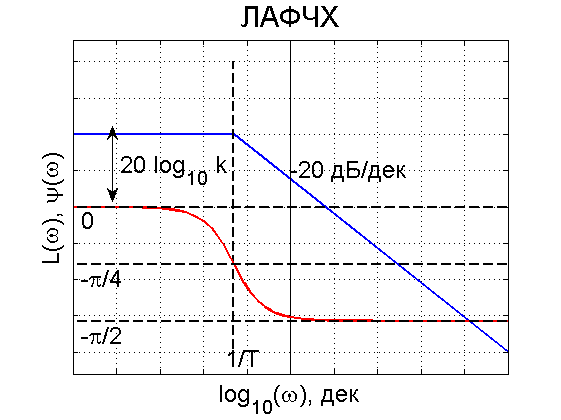 ЛАФЧХ
L(ω), ψ(ω)
20 log10 k
-20 дБ/дек
0
-π/4
-π/2
1/T
log10(ω), дек